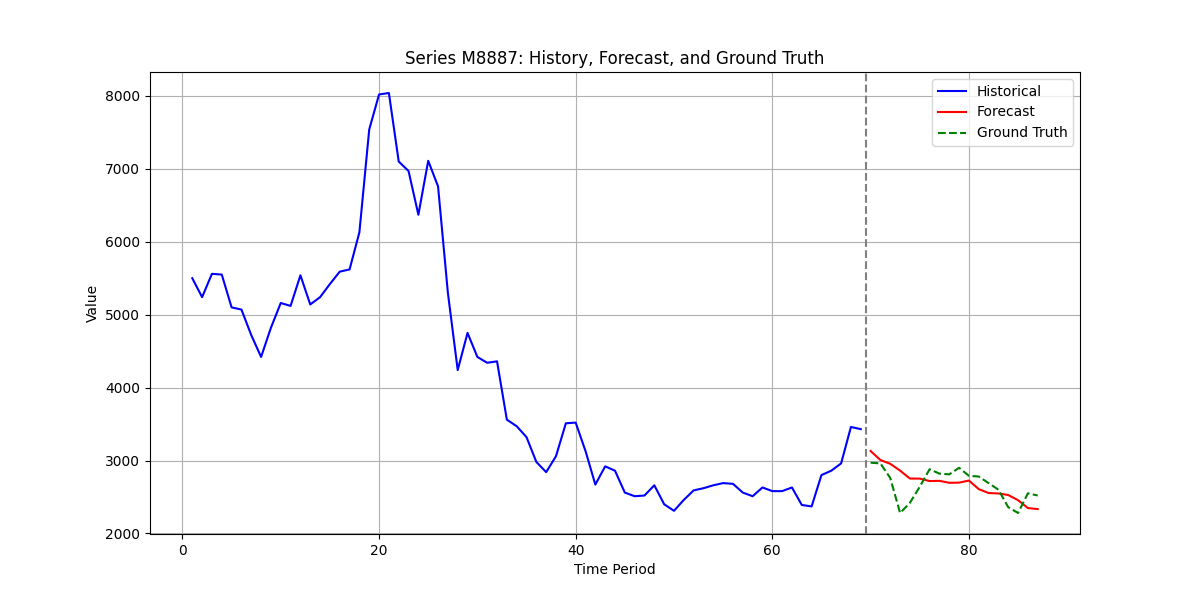 Series M8887: History, Forecast, and Ground Truth
Historical
Forecast
Ground Truth
8000
7000
6000
5000
4000
3000
2000
Value
0
20
40
60
80
Time Period